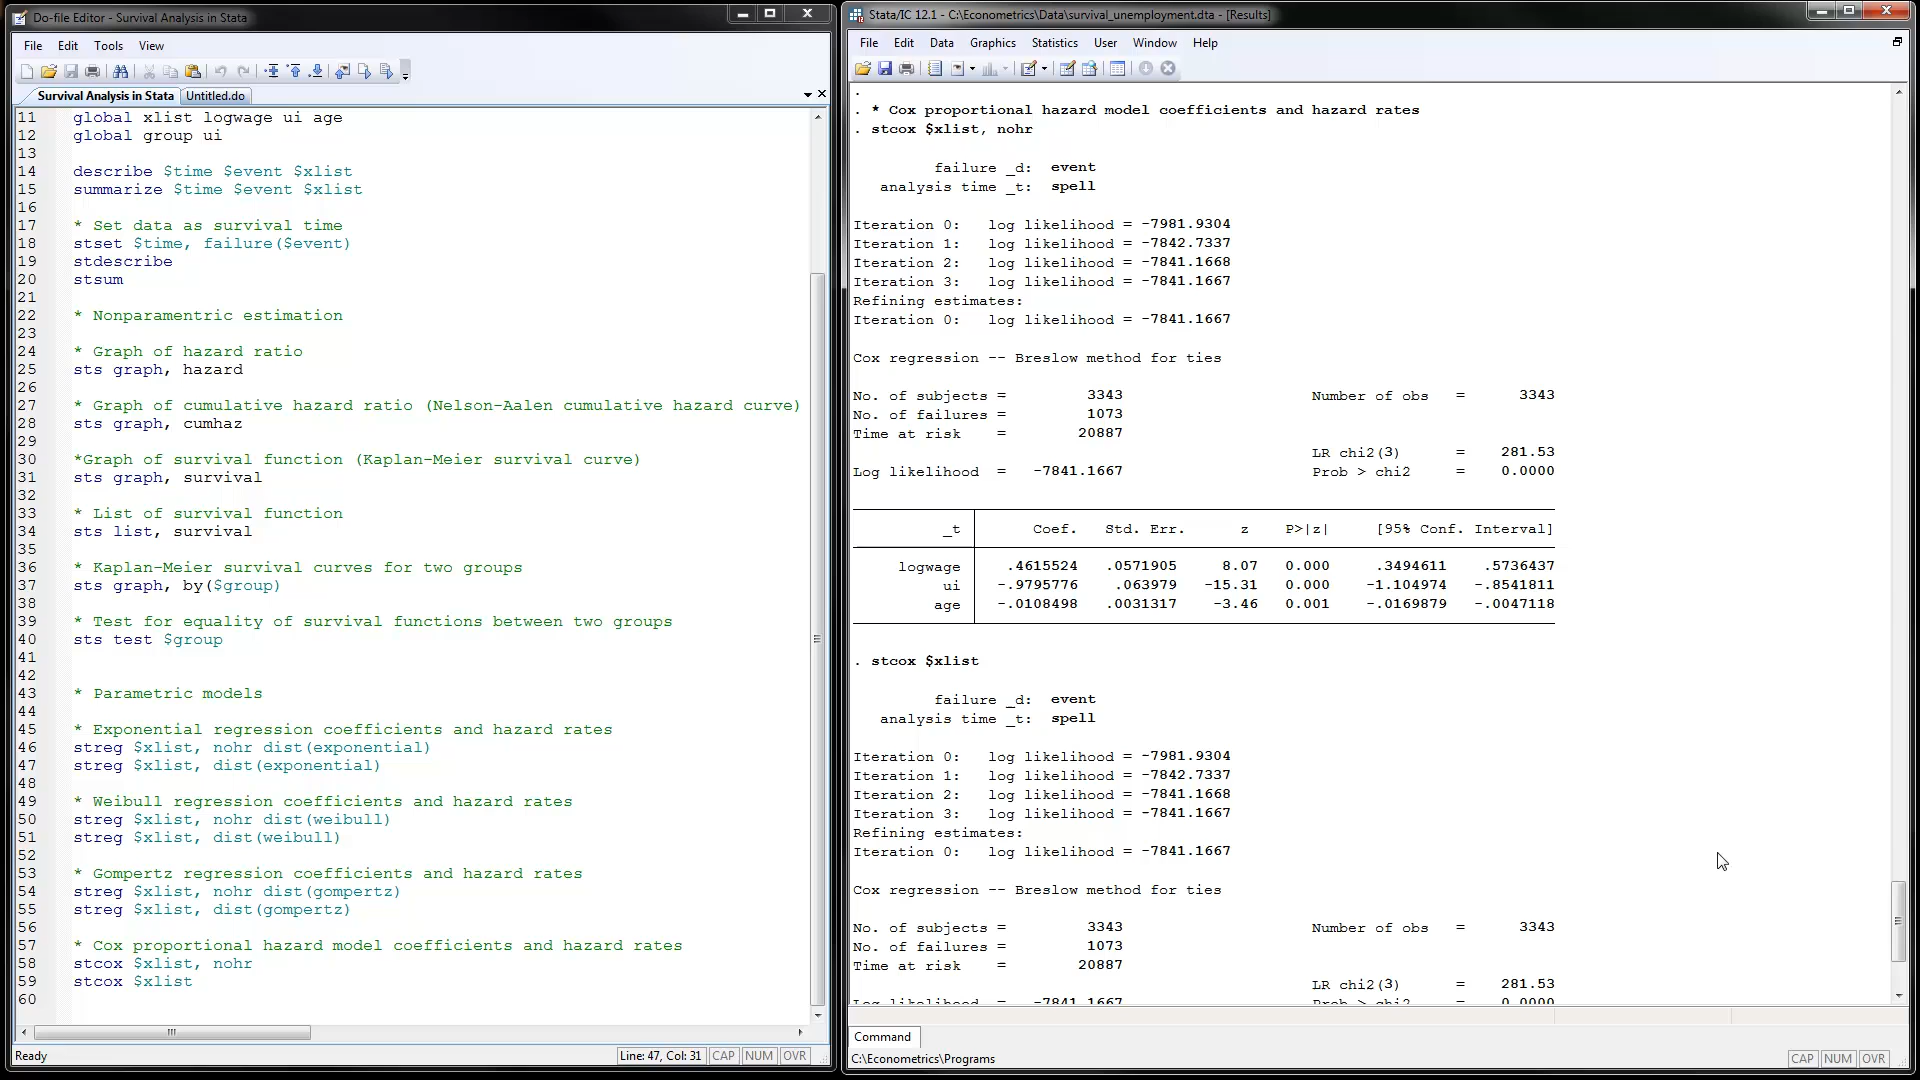 Do-file Editor - Survival Analysis in Stata
File Edit Tools View
Survival Analysis in Stata Untitled.do
11 global xlist logwage ui age
12 global group ui
13
14 describe $time $event $xlist
15 summarize $time $event $xlist
16
17 * Set data as survival time
18 stset $time, failure($event)
19 stdescribe
20 stsum
21
22 * Nonparamentric estimation
23
24 * Graph of hazard ratio
25 sts graph, hazard
26
27 * Graph of cumulative hazard ratio (Nelson-Aalen cumulative hazard curve)
28 sts graph, cumhaz
29
30 *Graph of survival function (Kaplan-Meier survival curve)
31 sts graph, survival
32
33 * List of survival function
34 sts list, survival
35
36 * Kaplan-Meier survival curves for two groups
37 sts graph, by($group)
38
39 * Test for equality of survival functions between two groups
40 sts test $group
41
42
43 * Parametric models
44
45 * Exponential regression coefficients and hazard rates
46 streg $xlist, nohr dist(exponential)
47 streg $xlist, dist(exponential)
48
49 * Weibull regression coefficients and hazard rates
50 streg $xlist, nohr dist(weibull)
51 streg $xlist, dist(weibull)
52
53 * Gompertz regression coefficients and hazard rates
54 streg $xlist, nohr dist(gompertz)
55 streg $xlist, dist(gompertz)
56
57 * Cox proportional hazard model coefficients and hazard rates
58 stcox $xlist, nohr
59 stcox $xlist
60
Ready Line: 47, Col: 31 CAP NUM OVR
Stata/IC 12.1 - C:\Econometrics\Data\survival_unemployment.dta - [Results]
File Edit Data Graphics Statistics User Window Help
.
. * Cox proportional hazard model coefficients and hazard rates
. stcox $xlist, nohr
failure _d: event
analysis time _t: spell
Iteration 0: log likelihood = -7981.9304
Iteration 1: log likelihood = -7842.7337
Iteration 2: log likelihood = -7841.1668
Iteration 3: log likelihood = -7841.1667
Refining estimates:
Iteration 0: log likelihood = -7841.1667
Cox regression -- Breslow method for ties
No. of subjects = 3343 Number of obs = 3343
No. of failures = 1073
Time at risk = 20887
LR chi2(3) = 281.53
Log likelihood = -7841.1667 Prob > chi2 = 0.0000
_t Coef. Std. Err. z P>|z| [95% Conf. Interval]
logwage .4615524 .0571905 8.07 0.000 .3494611 .5736437
ui -.9795776 .063979 -15.31 0.000 -1.104974 -.8541811
age -.0108498 .0031317 -3.46 0.001 -.0169879 -.0047118
. stcox $xlist
failure _d: event
analysis time _t: spell
Iteration 0: log likelihood = -7981.9304
Iteration 1: log likelihood = -7842.7337
Iteration 2: log likelihood = -7841.1668
Iteration 3: log likelihood = -7841.1667
Refining estimates:
Iteration 0: log likelihood = -7841.1667
Cox regression -- Breslow method for ties
No. of subjects = 3343 Number of obs = 3343
No. of failures = 1073
Time at risk = 20887
LR chi2(3) = 281.53
Log likelihood = -7841.1667 Prob > chi2 = 0.0000
Command
C:\Econometrics\Programs CAP NUM OVR